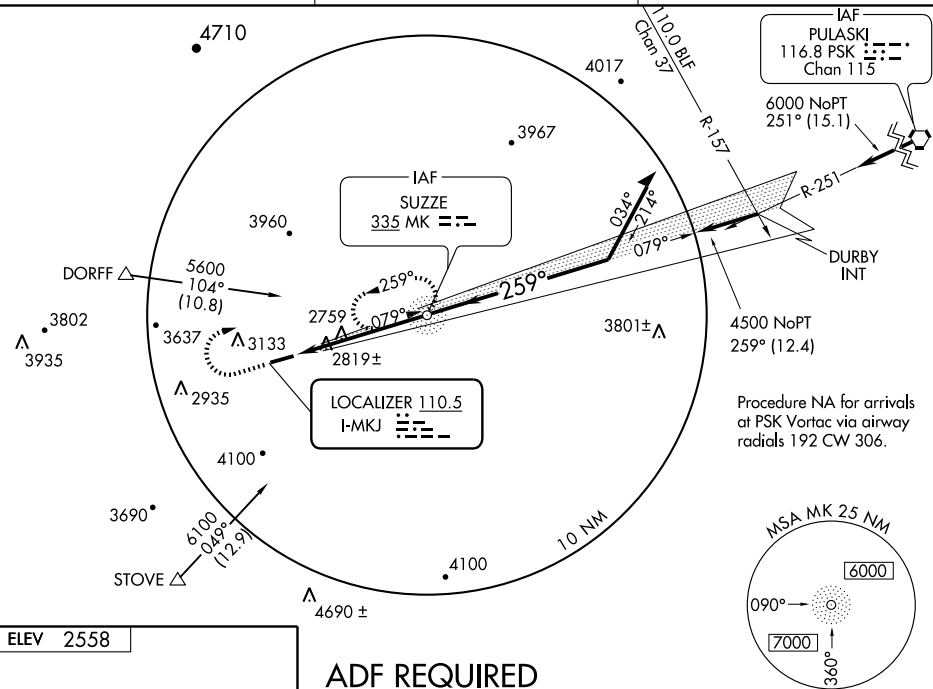 4710
110.0 BLF
Chan 37
R-157
IAF
PULASKI
116.8 PSK
Chan 115
4017
6000 NoPT
251° (15.1)
3967
R-251
IAF
SUZZE
335 MK
034°
214°
3960
079°
DURBY
INT
DORFF
5600
104°
(10.8)
259°
259°
079°
2759
3802
3637
3133
2819±
3801±
4500 NoPT
259° (12.4)
3935
2935
LOCALIZER 110.5
I-MKJ
Procedure NA for arrivals
at PSK Vortac via airway
radials 192 CW 306.
4100
3690
6100
049°
(12.9)
10 NM
STOVE
4100
4690 ±
MSA MK 25 NM
6000
090°
7000
360°
ELEV 2558
ADF REQUIRED